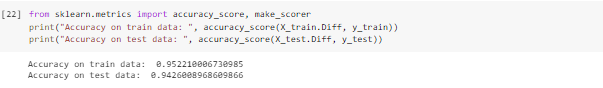 [22] from sklearn.metrics import accuracy_score, make_scorer
print("Accuracy on train data: ", accuracy_score(X_train.Diff, y_train))
print("Accuracy on test data: ", accuracy_score(X_test.Diff, y_test))
Accuracy on train data:  0.952210006730985
Accuracy on test data:  0.9426008968609866